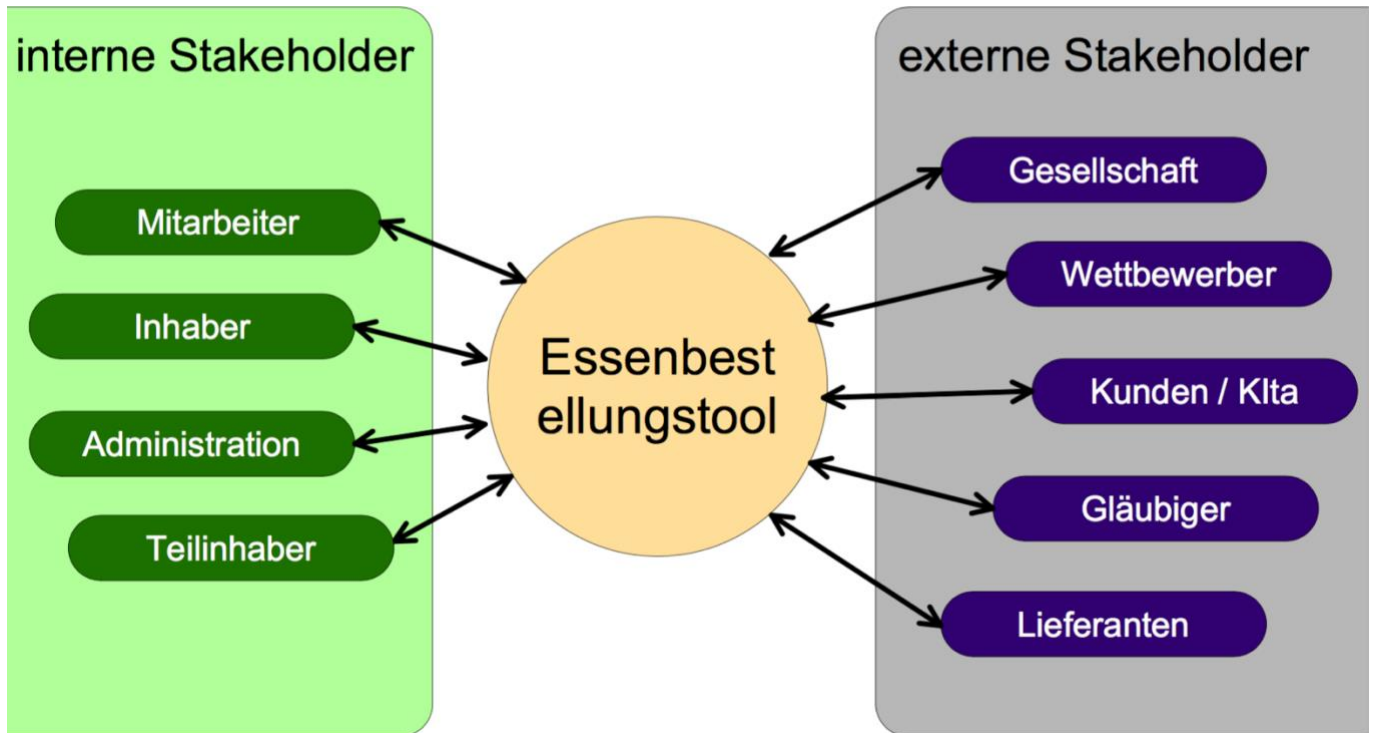 interne Stakeholder
Mitarbeiter
Inhaber
Administration
Teilinhaber
Essenbest
ellungstool
externe Stakeholder
Gesellschaft
Wettbewerber
Kunden / KIta
Gläubiger
Lieferanten